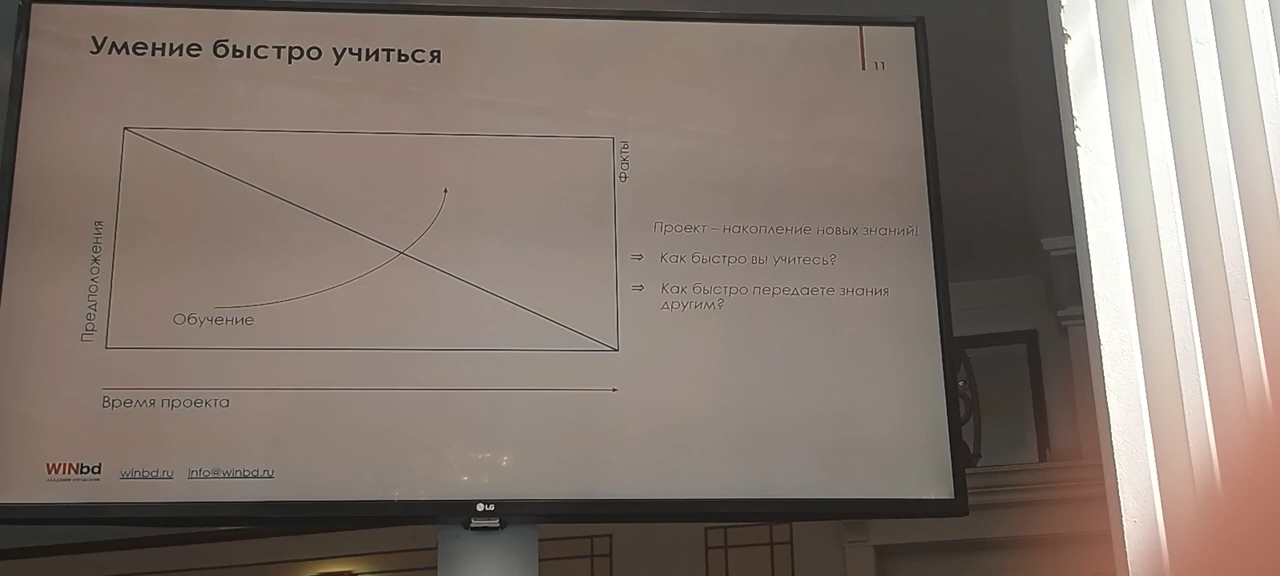 Умение быстро учиться
11
Факты
Предположения
Проект – накопление новых знаний!
⇒ Как быстро вы учитесь?
⇒ Как быстро передаете знания
другим?
Обучение
Время проекта
WINbd
winbd.ru info@winbd.ru
LG